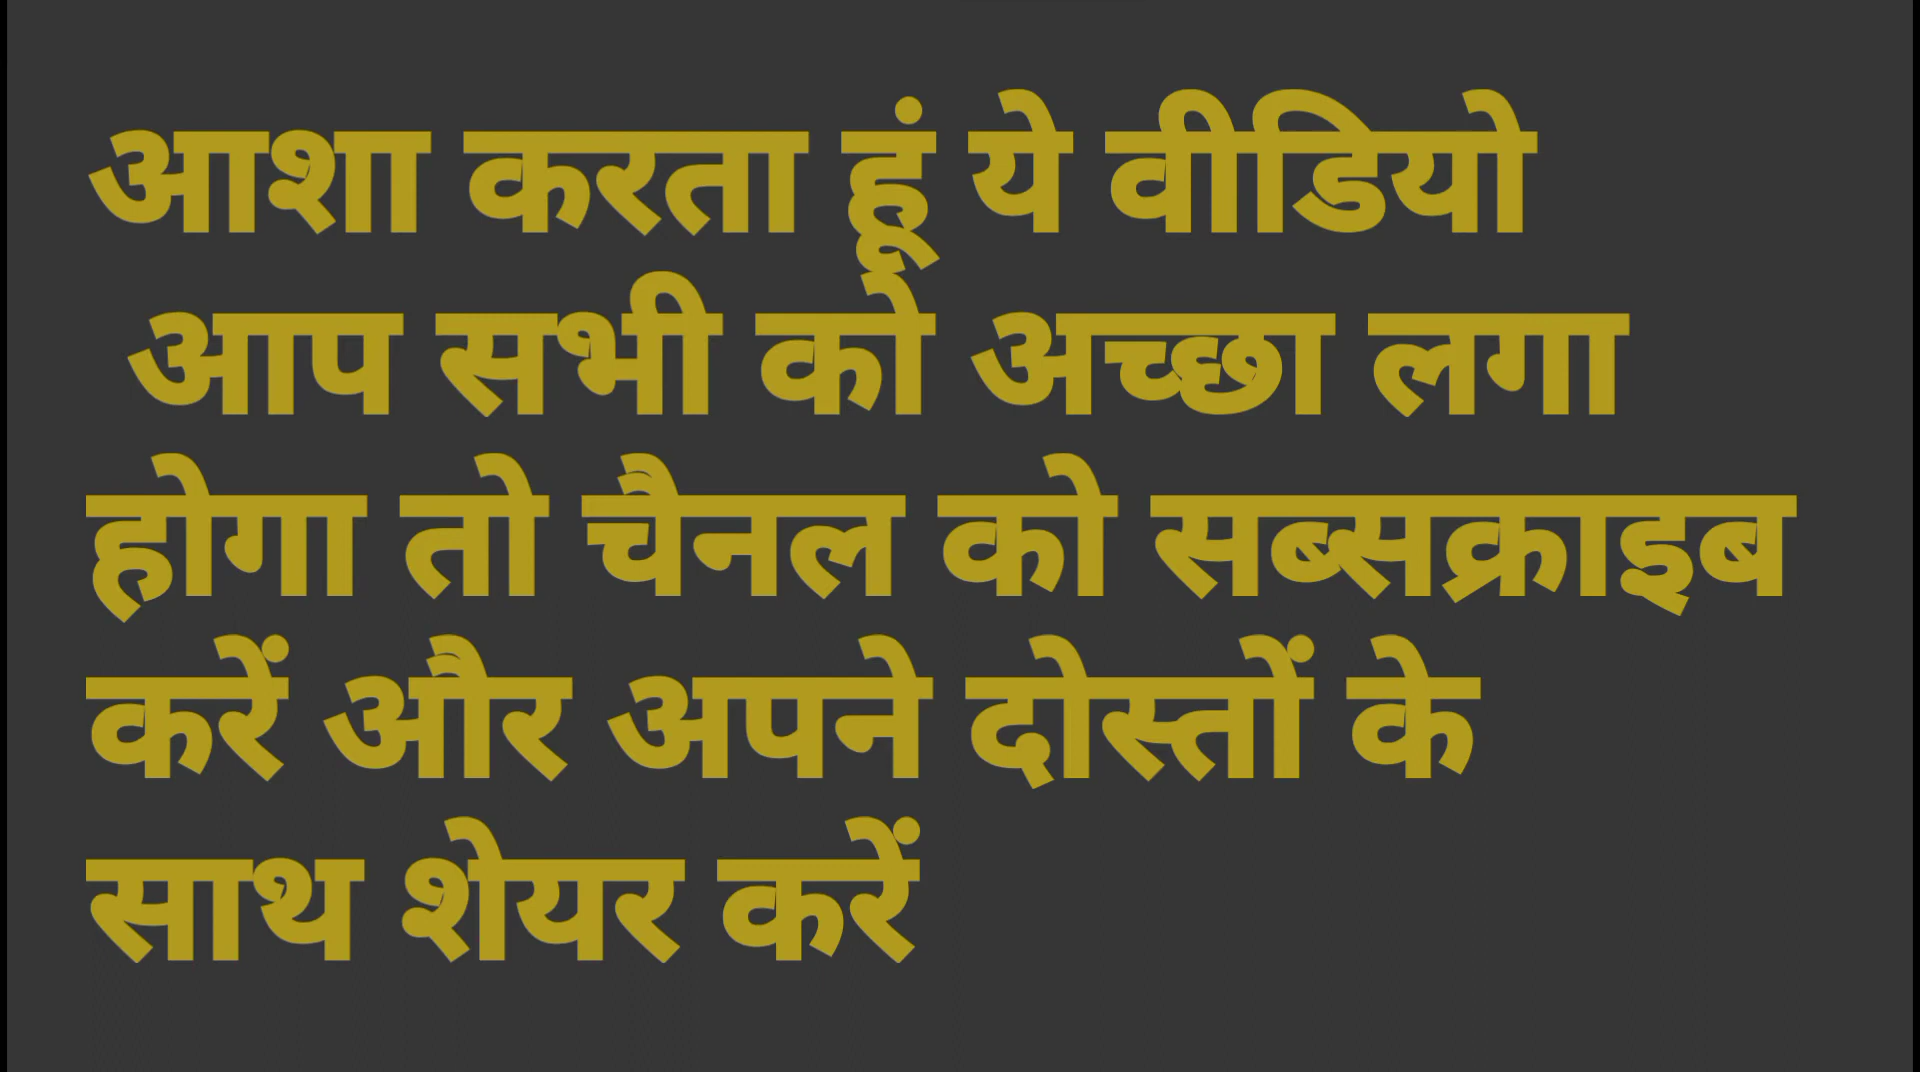 आशा करता हूं ये वीडियो
आप सभी को अच्छा लगा
होगा तो चैनल को सब्सक्राइब
करें और अपने दोस्तों के
साथ शेयर करें